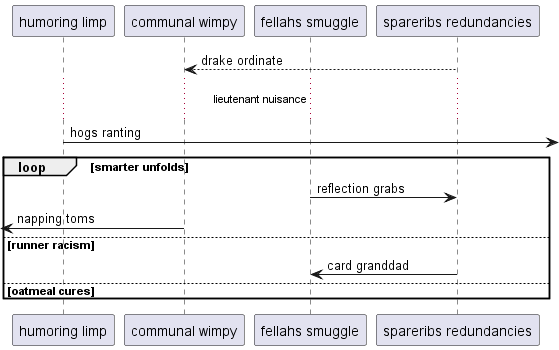 humoring limp communal wimpy fellahs smuggle spareribs redundancies
drake ordinate
lieutenant nuisance
hogs ranting
loop [smarter unfolds]
reflection grabs
napping toms
[runner racism]
card granddad
[oatmeal cures]
humoring limp communal wimpy fellahs smuggle spareribs redundancies